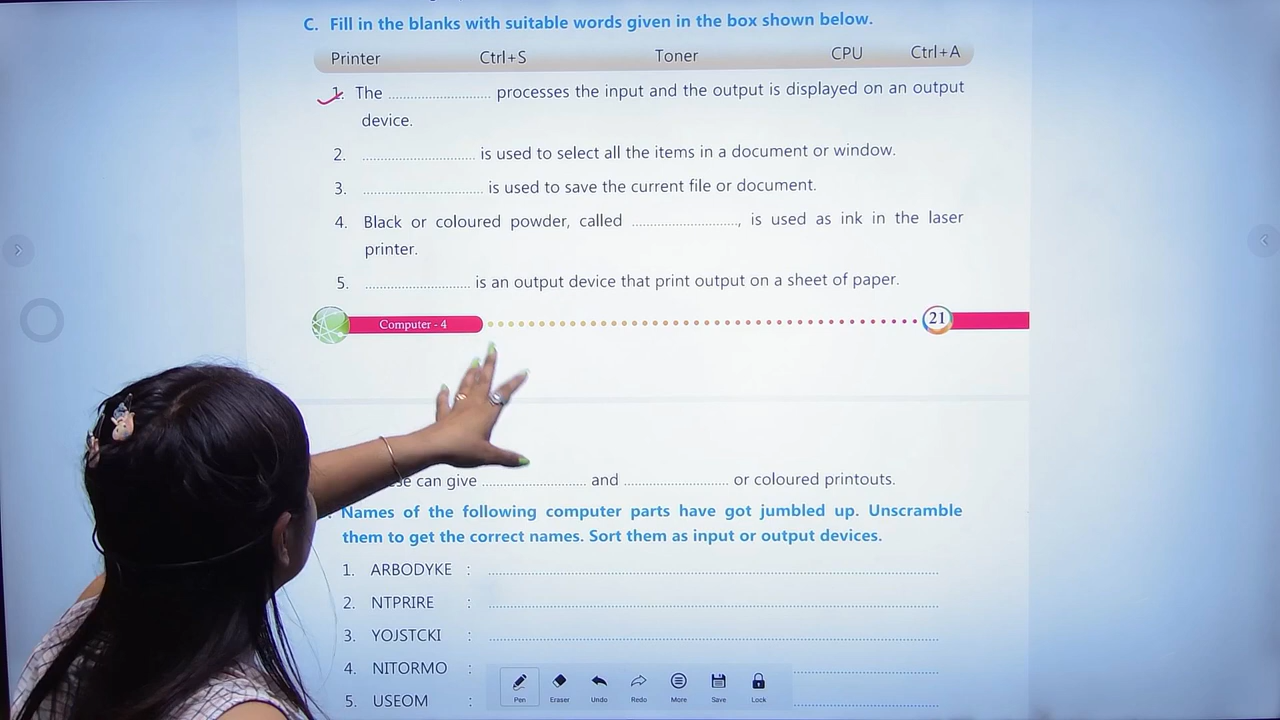 C. Fill in the blanks with suitable words given in the box shown below.
Printer Ctrl+S Toner CPU Ctrl+A
1. The ........................... processes the input and the output is displayed on an output
device.
2. ............................. is used to select all the items in a document or window.
3. ............................... is used to save the current file or document.
4. Black or coloured powder, called ..........................., is used as ink in the laser
printer.
5. ........................... is an output device that print output on a sheet of paper.
Computer - 4 21
can give ........................... and ........................... or coloured printouts.
Names of the following computer parts have got jumbled up. Unscramble
them to get the correct names. Sort them as input or output devices.
1. ARBODYKE :
2. NTPRIRE :
3. YOJSTCKI :
4. NITORMO :
5. USEOM :
Pen Eraser Undo Redo More Save Lock